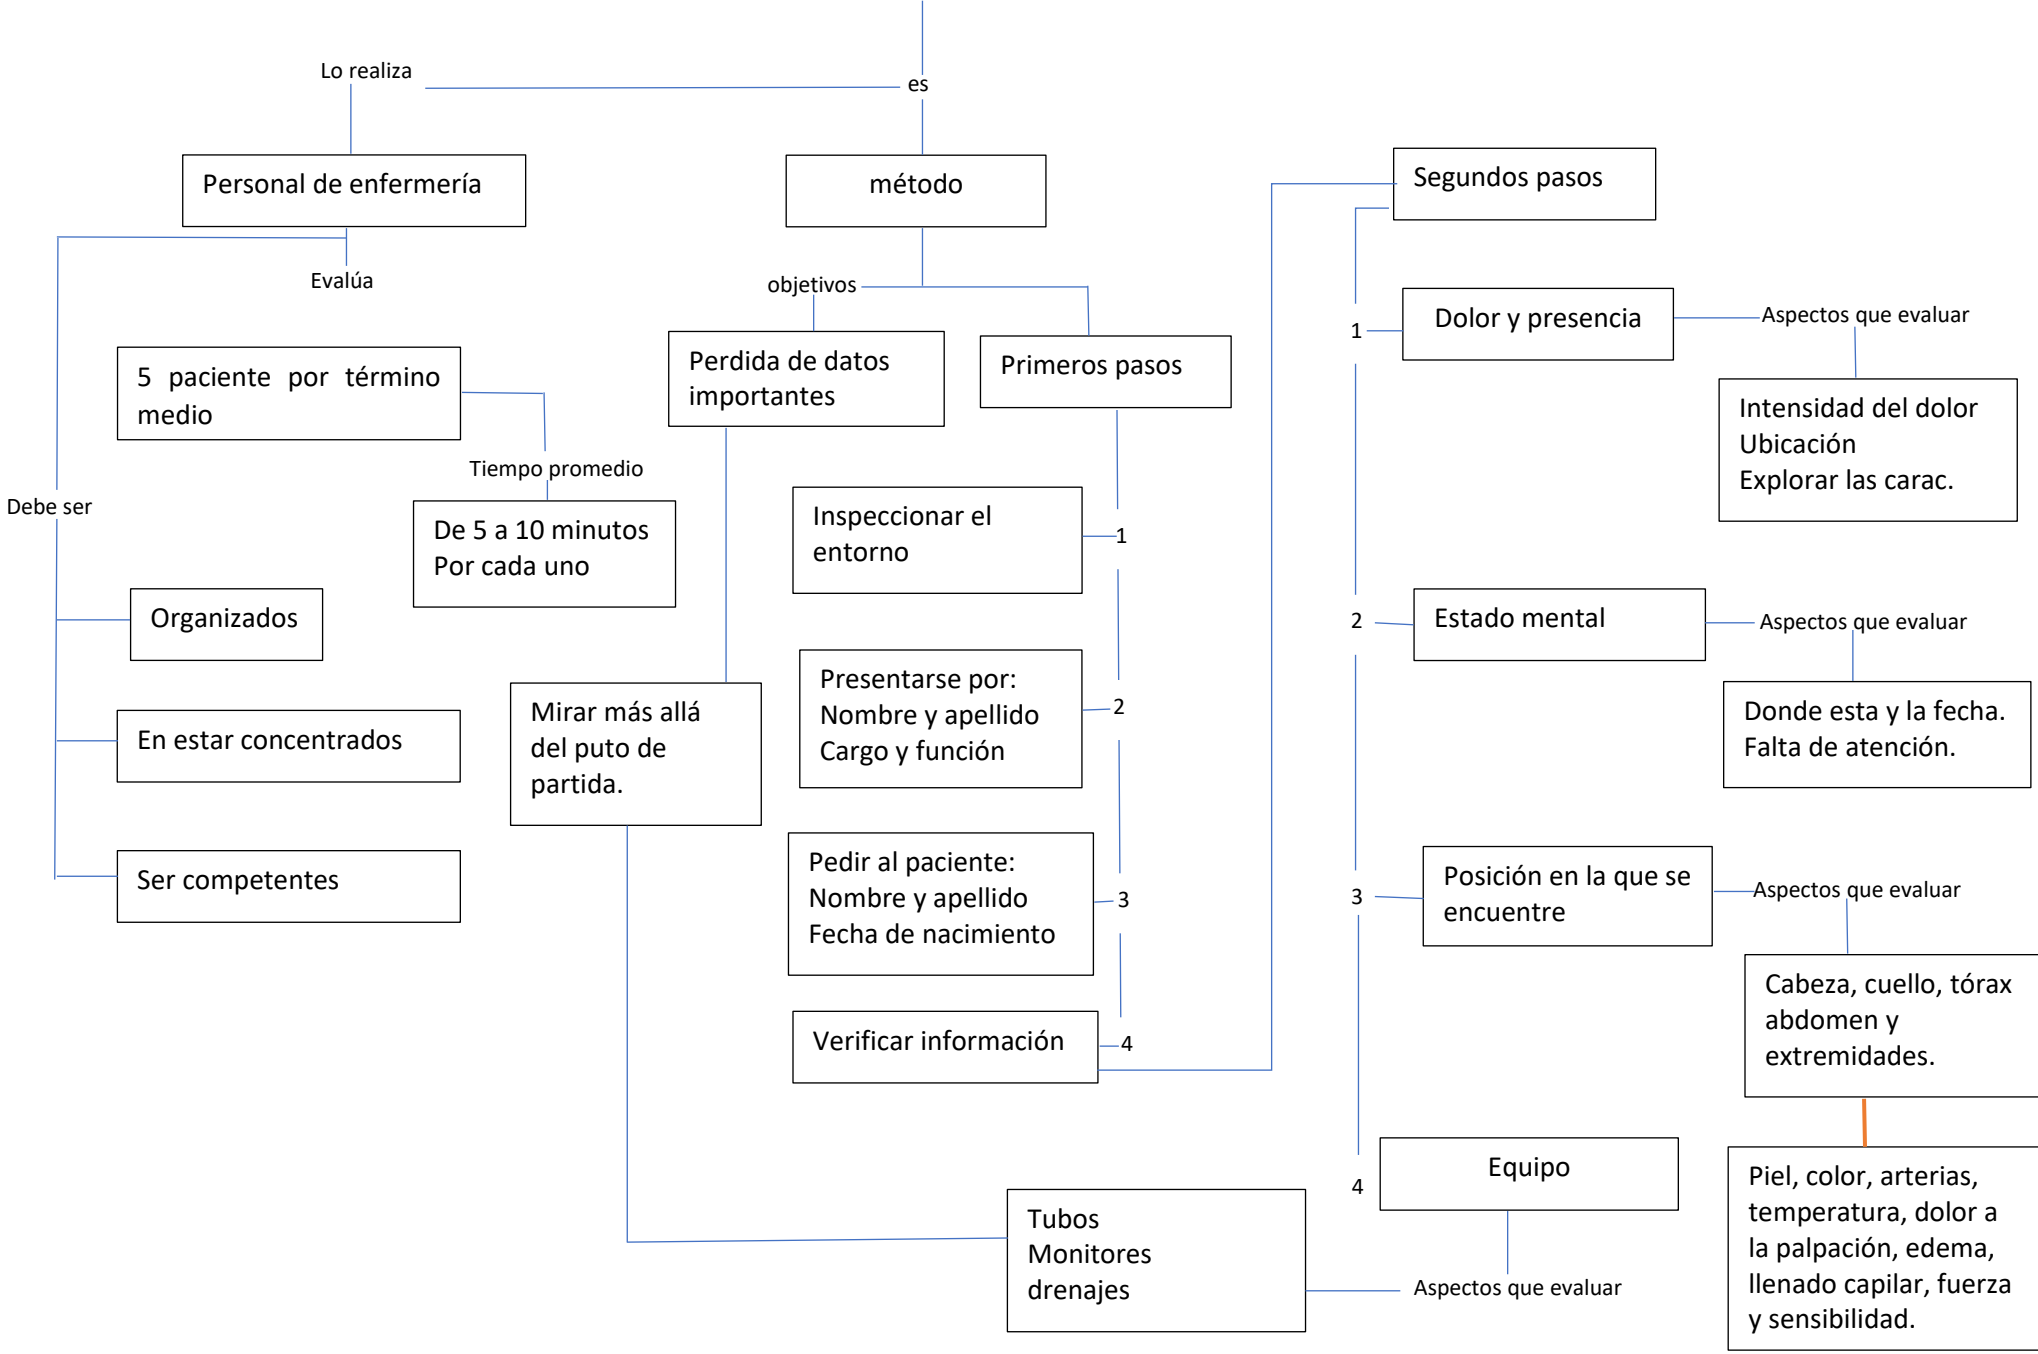 Lo realiza
es
Personal de enfermería
método
Segundos pasos
Evalúa
objetivos
Debe ser
5 paciente por término
medio
Tiempo promedio
De 5 a 10 minutos
Por cada uno
Organizados
En estar concentrados
Ser competentes
Perdida de datos
importantes
Mirar más allá
del puto de
partida.
Primeros pasos
1
Inspeccionar el
entorno
2
Presentarse por:
Nombre y apellido
Cargo y función
3
Pedir al paciente:
Nombre y apellido
Fecha de nacimiento
4
Verificar información
1
Dolor y presencia
Aspectos que evaluar
Intensidad del dolor
Ubicación
Explorar las carac.
2
Estado mental
Aspectos que evaluar
Donde esta y la fecha.
Falta de atención.
3
Posición en la que se
encuentre
Aspectos que evaluar
Cabeza, cuello, tórax
abdomen y
extremidades.
Piel, color, arterias,
temperatura, dolor a
la palpación, edema,
llenado capilar, fuerza
y sensibilidad.
4
Equipo
Aspectos que evaluar
Tubos
Monitores
drenajes